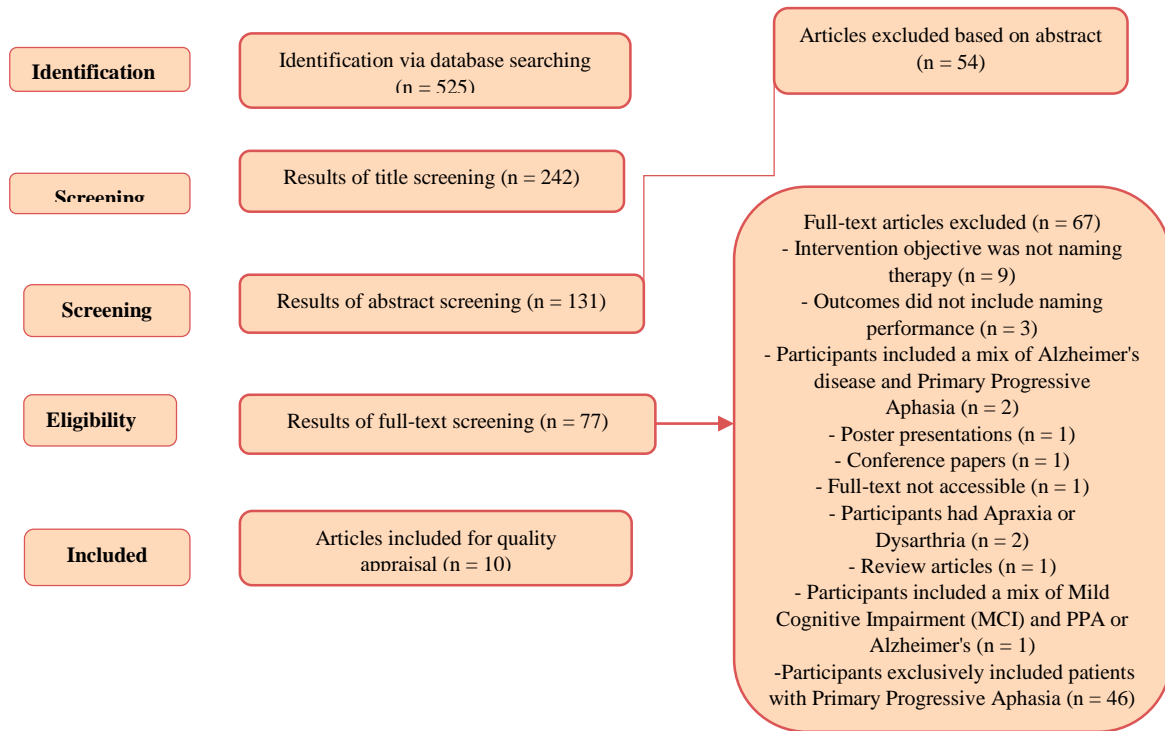 Identification
Identification via database searching
(n = 525)
Articles excluded based on abstract
(n = 54)
Screening
Results of title screening (n = 242)
Screening
Results of abstract screening (n = 131)
Eligibility
Results of full-text screening (n = 77)
Full-text articles excluded (n = 67)
- Intervention objective was not naming
therapy (n = 9)
- Outcomes did not include naming
performance (n = 3)
- Participants included a mix of Alzheimer's
disease and Primary Progressive
Aphasia (n = 2)
- Poster presentations (n = 1)
- Conference papers (n = 1)
- Full-text not accessible (n = 1)
- Participants had Apraxia or
Dysarthria (n = 2)
- Review articles (n = 1)
- Participants included a mix of Mild
Cognitive Impairment (MCI) and PPA or
Alzheimer's (n = 1)
-Participants exclusively included patients
with Primary Progressive Aphasia (n = 46)
Included
Articles included for quality
appraisal (n = 10)